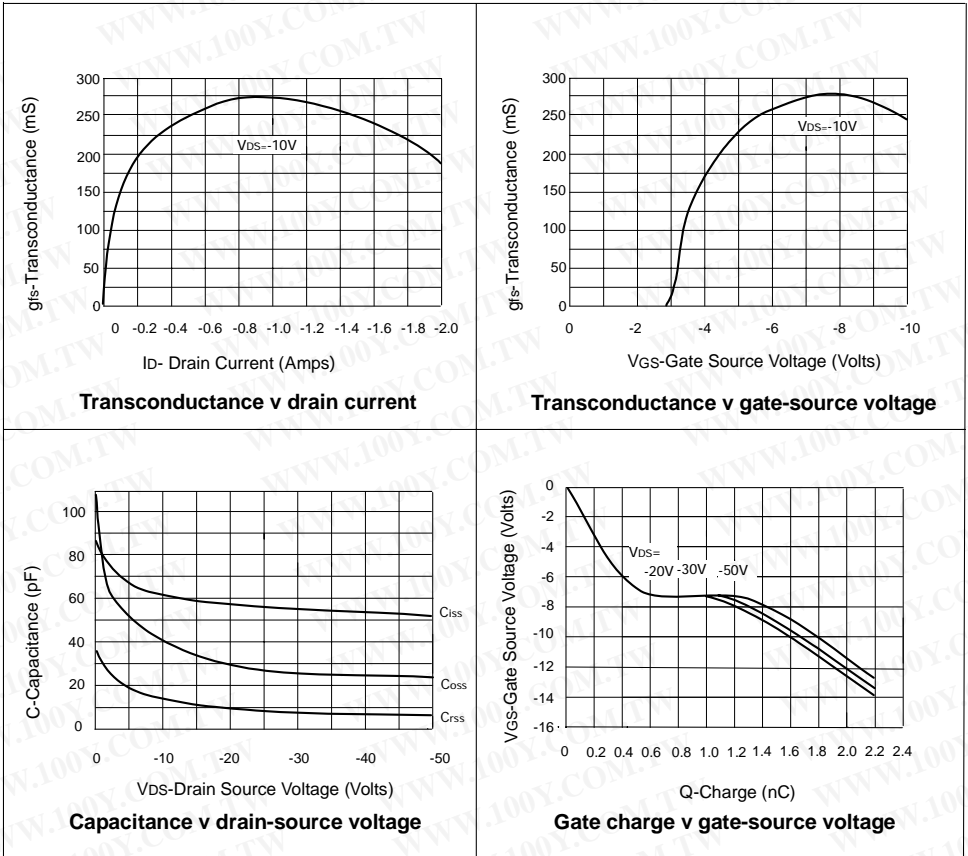 300
250
200
150
100
50
0
gfs-Transconductance (mS)
VDS=-10V
0 -0.2 -0.4 -0.6 -0.8 -1.0 -1.2 -1.4 -1.6 -1.8 -2.0
ID- Drain Current (Amps)
Transconductance v drain current
300
250
200
150
100
50
0
gfs-Transconductance (mS)
VDS=-10V
0 -2 -4 -6 -8 -10
VGS-Gate Source Voltage (Volts)
Transconductance v gate-source voltage
100
80
60
40
20
0
C-Capacitance (pF)
Ciss
Coss
Crss
0 -10 -20 -30 -40 -50
VDS-Drain Source Voltage (Volts)
Capacitance v drain-source voltage
0
-2
-4
-6
-8
-10
-12
-14
-16
VGS-Gate Source Voltage (Volts)
VDS=
-20V -30V -50V
0 0.2 0.4 0.6 0.8 1.0 1.2 1.4 1.6 1.8 2.0 2.2 2.4
Q-Charge (nC)
Gate charge v gate-source voltage
WWW.100Y.COM.TW